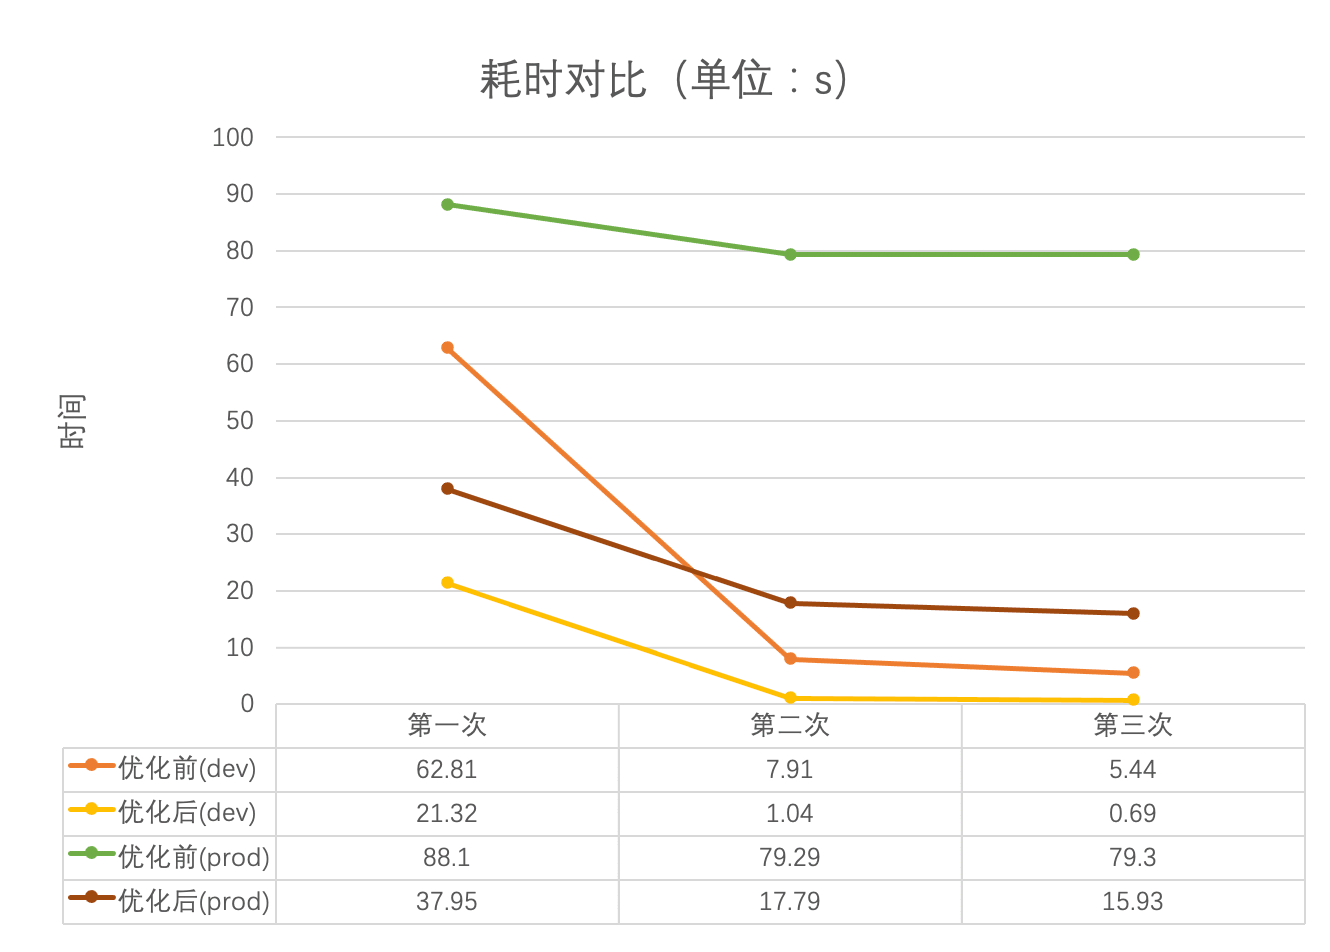 耗时对比（单位：s）
100
90
80
70
60
50
40
30
20
10
0
时间
第一次 第二次 第三次
优化前(dev) 62.81 7.91 5.44
优化后(dev) 21.32 1.04 0.69
优化前(prod) 88.1 79.29 79.3
优化后(prod) 37.95 17.79 15.93